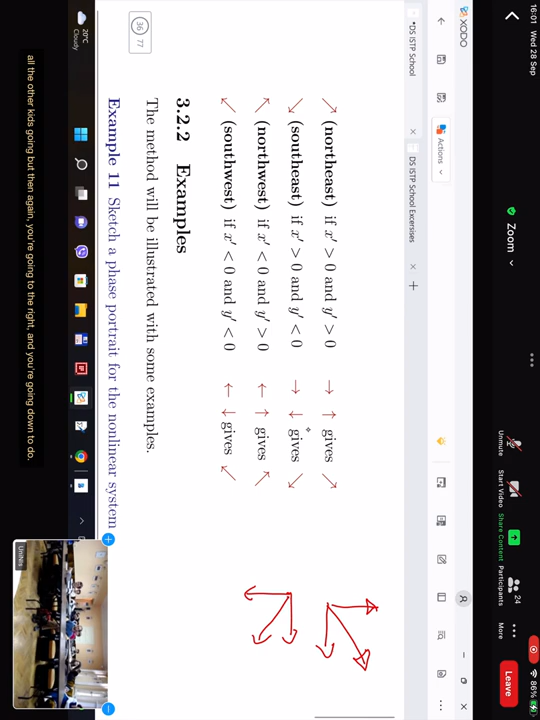 16:01 Wed 28 Sep
86%
Zoom
Unmute
Start Video
Share Content
24
Participants
More
Leave
XODO
Actions
*DS ISTP School
DS ISTP School Excersises
↗ (northeast) if x′ > 0 and y′ > 0 → ↑ gives ↗
↘ (southeast) if x′ > 0 and y′ < 0 → ↓ gives ↘
↖ (northwest) if x′ < 0 and y′ > 0 ← ↑ gives ↖
↙ (southwest) if x′ < 0 and y′ < 0 ← ↓ gives ↙
3.2.2 Examples
The method will be illustrated with some examples.
36 77
Example 11 Sketch a phase portrait for the nonlinear system
20°C
Cloudy
UniNis
all the other kids going but then again, you're going to the right, and you're going down to do.